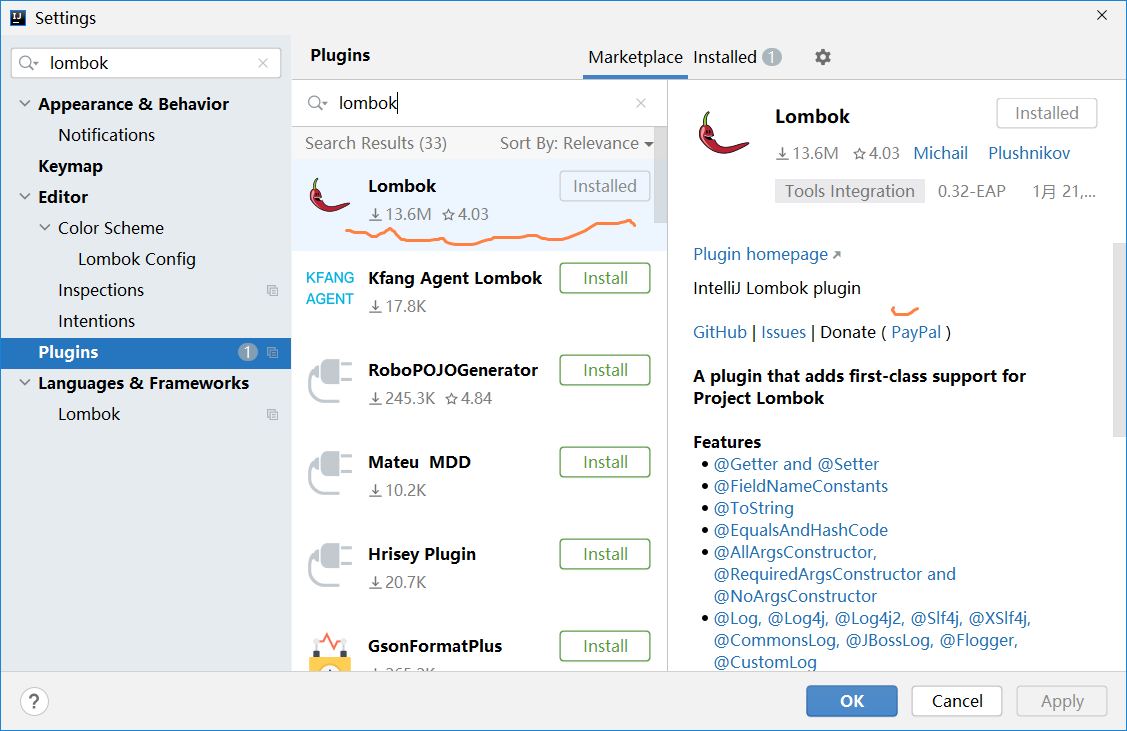 Settings
lombok
Appearance & Behavior
Notifications
Keymap
Editor
Color Scheme
Lombok Config
Inspections
Intentions
Plugins 1
Languages & Frameworks
Lombok
Plugins
Marketplace Installed 1
lombok
Search Results (33) Sort By: Relevance
Lombok Installed
13.6M 4.03
KFANG AGENT Kfang Agent Lombok Install
17.8K
RoboPOJOGenerator Install
245.3K 4.84
Mateu MDD Install
10.2K
Hrisey Plugin Install
20.7K
GsonFormatPlus Install
Lombok Installed
13.6M 4.03 Michail Plushnikov
Tools Integration 0.32-EAP 1月 21,...
Plugin homepage
IntelliJ Lombok plugin
GitHub | Issues | Donate ( PayPal )
A plugin that adds first-class support for
Project Lombok
Features
@Getter and @Setter
@FieldNameConstants
@ToString
@EqualsAndHashCode
@AllArgsConstructor,
@RequiredArgsConstructor and
@NoArgsConstructor
@Log, @Log4j, @Log4j2, @Slf4j, @XSlf4j,
@CommonsLog, @JBossLog, @Flogger,
@CustomLog
? OK Cancel Apply